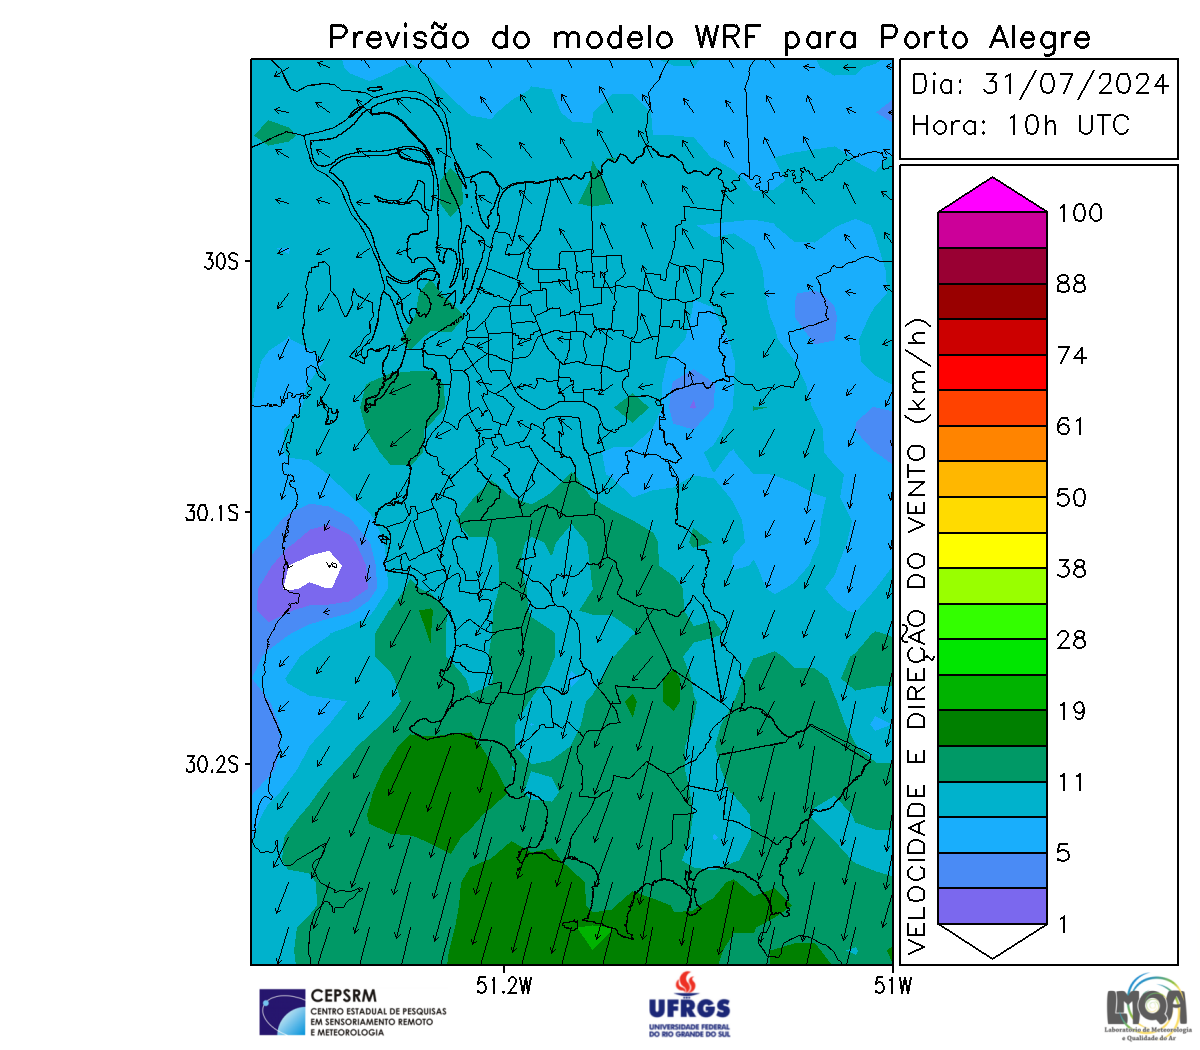 Previsão do modelo WRF para Porto Alegre
Dia: 31/07/2024
Hora: 10h UTC
30S
30.1S
30.2S
51.2W
51W
VELOCIDADE E DIREÇÃO DO VENTO (km/h)
100
88
74
61
50
38
28
19
11
5
1
CEPSRM
CENTRO ESTADUAL DE PESQUISAS
EM SENSORIAMENTO REMOTO
E METEOROLOGIA
UFRGS
UNIVERSIDADE FEDERAL
DO RIO GRANDE DO SUL
LMQA
Laboratório de Meteorologia
e Qualidade do Ar